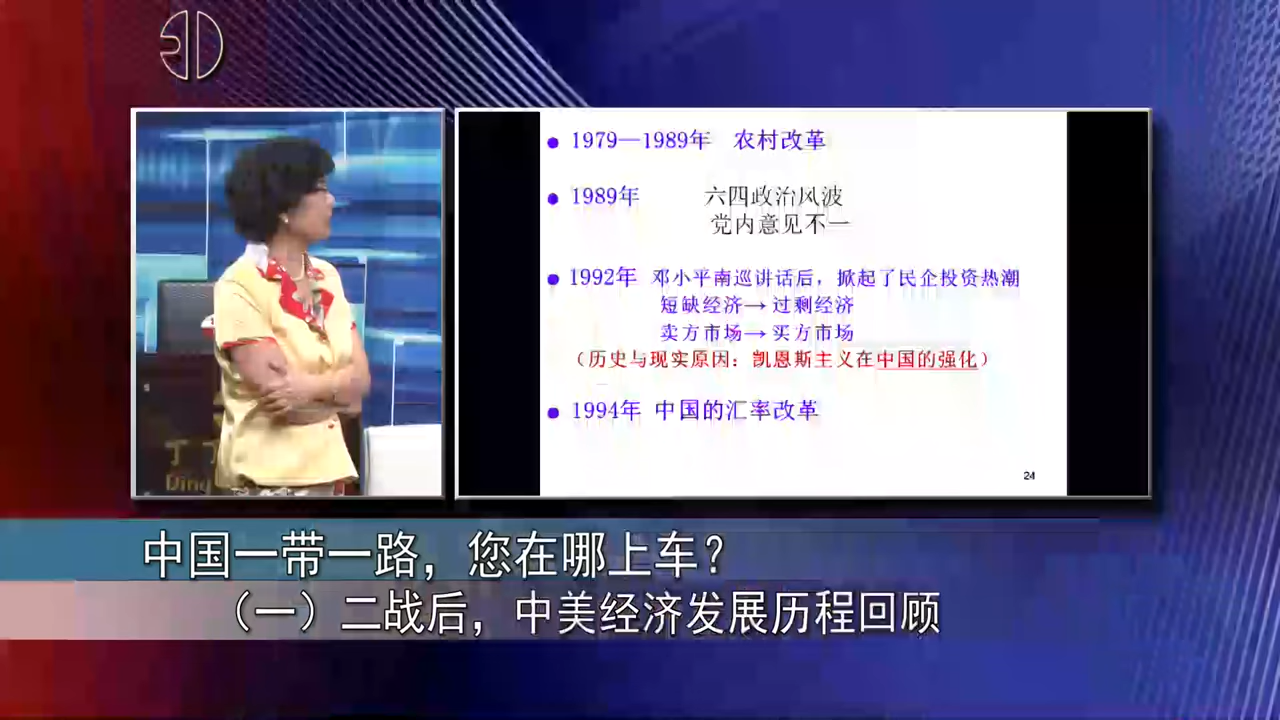 1979—1989年 农村改革
1989年 六四政治风波
党内意见不一
1992年 邓小平南巡讲话后，掀起了民企投资热潮
短缺经济→过剩经济
卖方市场→买方市场
（历史与现实原因：凯恩斯主义在中国的强化）
1994年 中国的汇率改革
24
丁
Ding
中国一带一路，您在哪上车？
（一）二战后，中美经济发展历程回顾